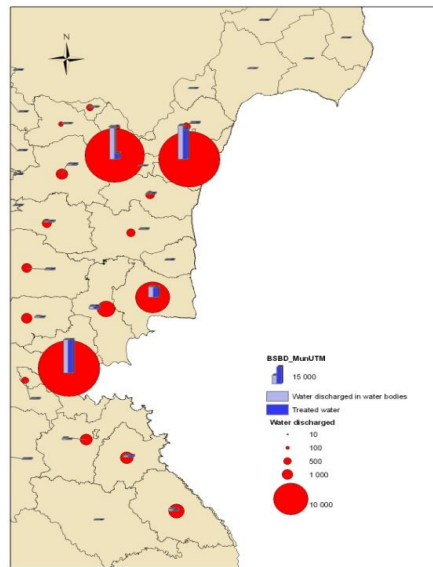 N
BSBD_MunUTM
15 000
Water discharged in water bodies
Treated water
Water discharged
10
100
500
1 000
10 000